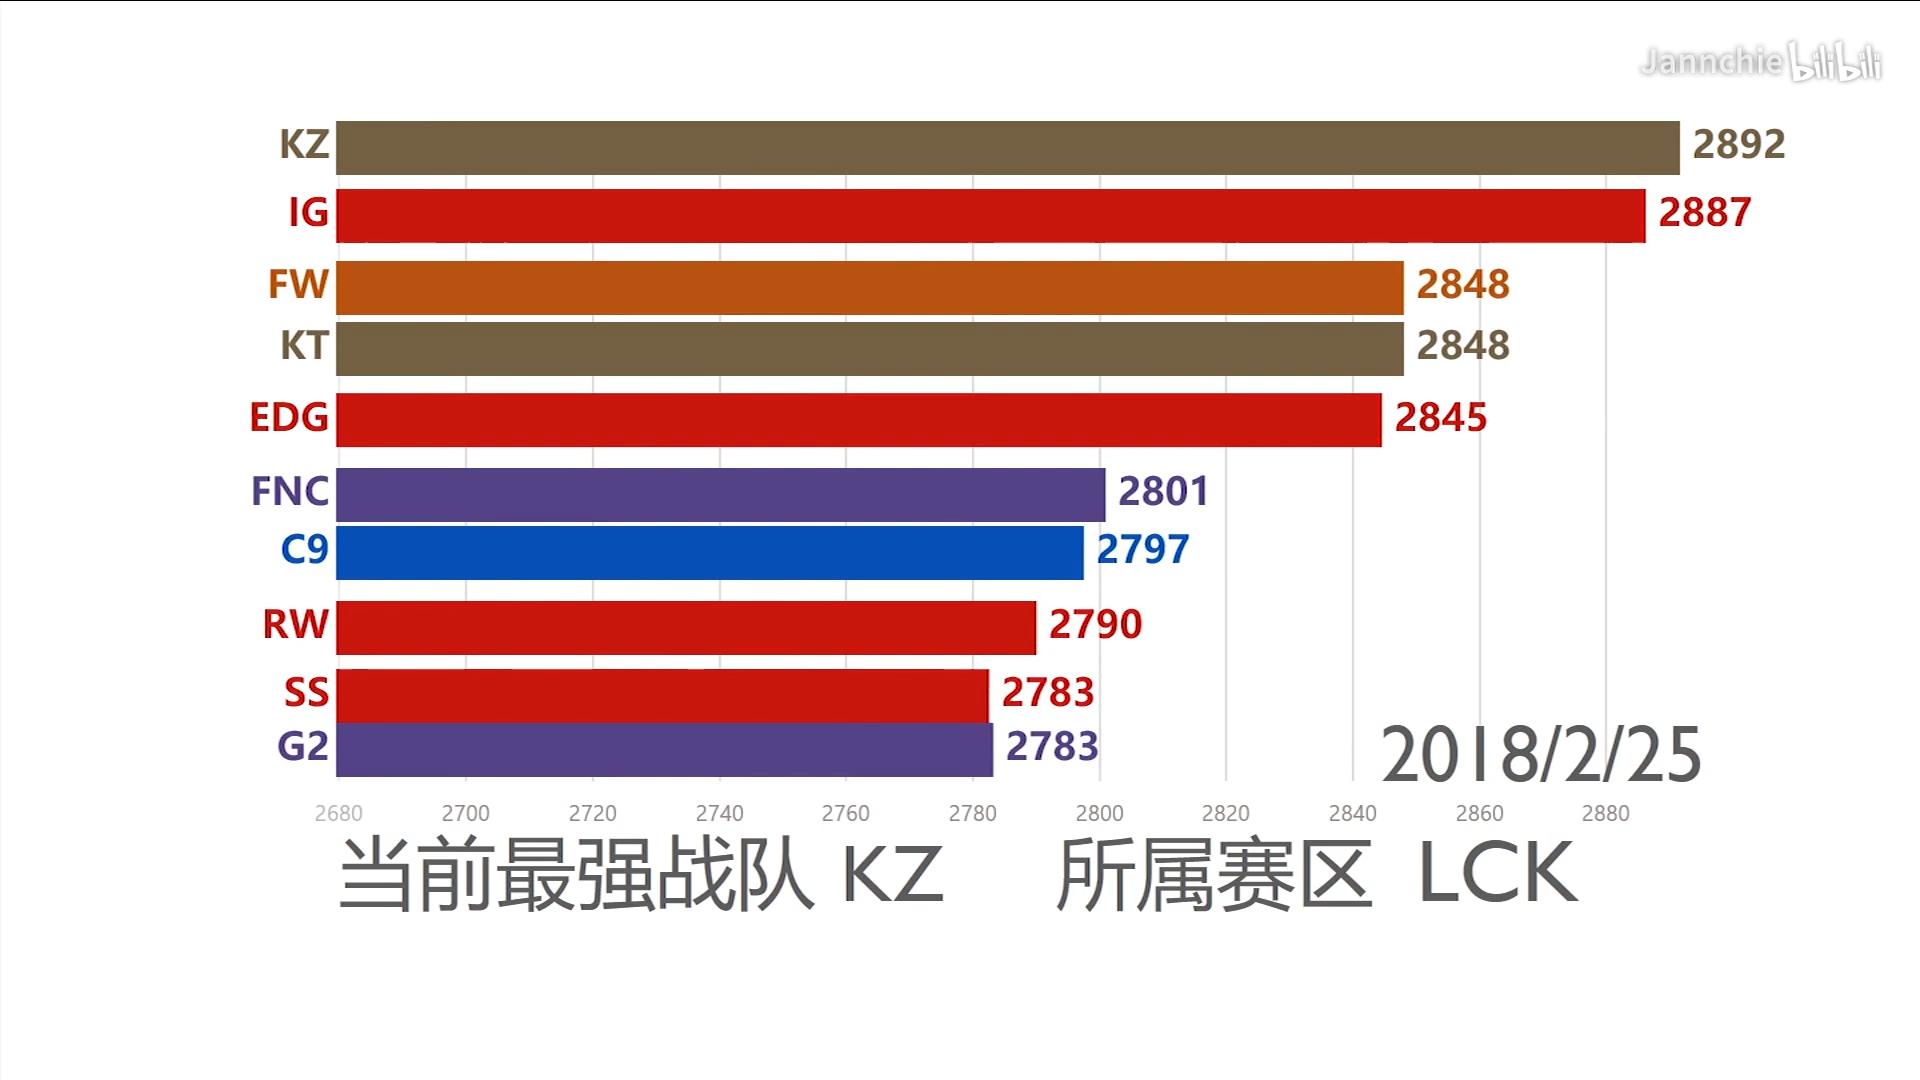 Jannchie bilibili
KZ 2892
IG 2887
FW 2848
KT 2848
EDG 2845
FNC 2801
C9 2797
RW 2790
SS 2783
G2 2783
2018/2/25
2680 2700 2720 2740 2760 2780 2800 2820 2840 2860 2880
当前最强战队 KZ 所属赛区 LCK